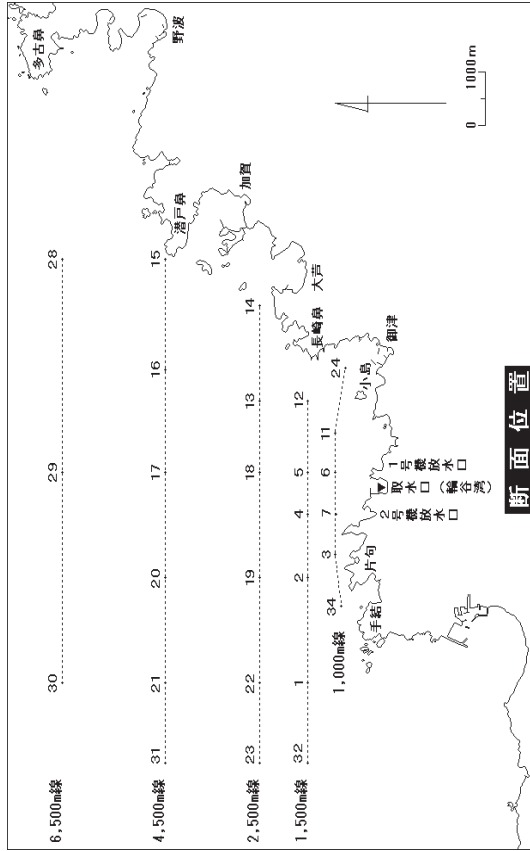 6,500m線
30
29
28
4,500m線
31
21
20
17
16
15
2,500m線
23
22
19
18
13
14
1,500m線
32
1
2
4
5
12
1,000m線
34
3
7
6
11
24
多古鼻
野波
潜戸鼻
加賀
大芦
長崎鼻
御津
小島
1号機放水口
取水口(輪谷湾)
2号機放水口
片句
手結
0
1000m
断面位置